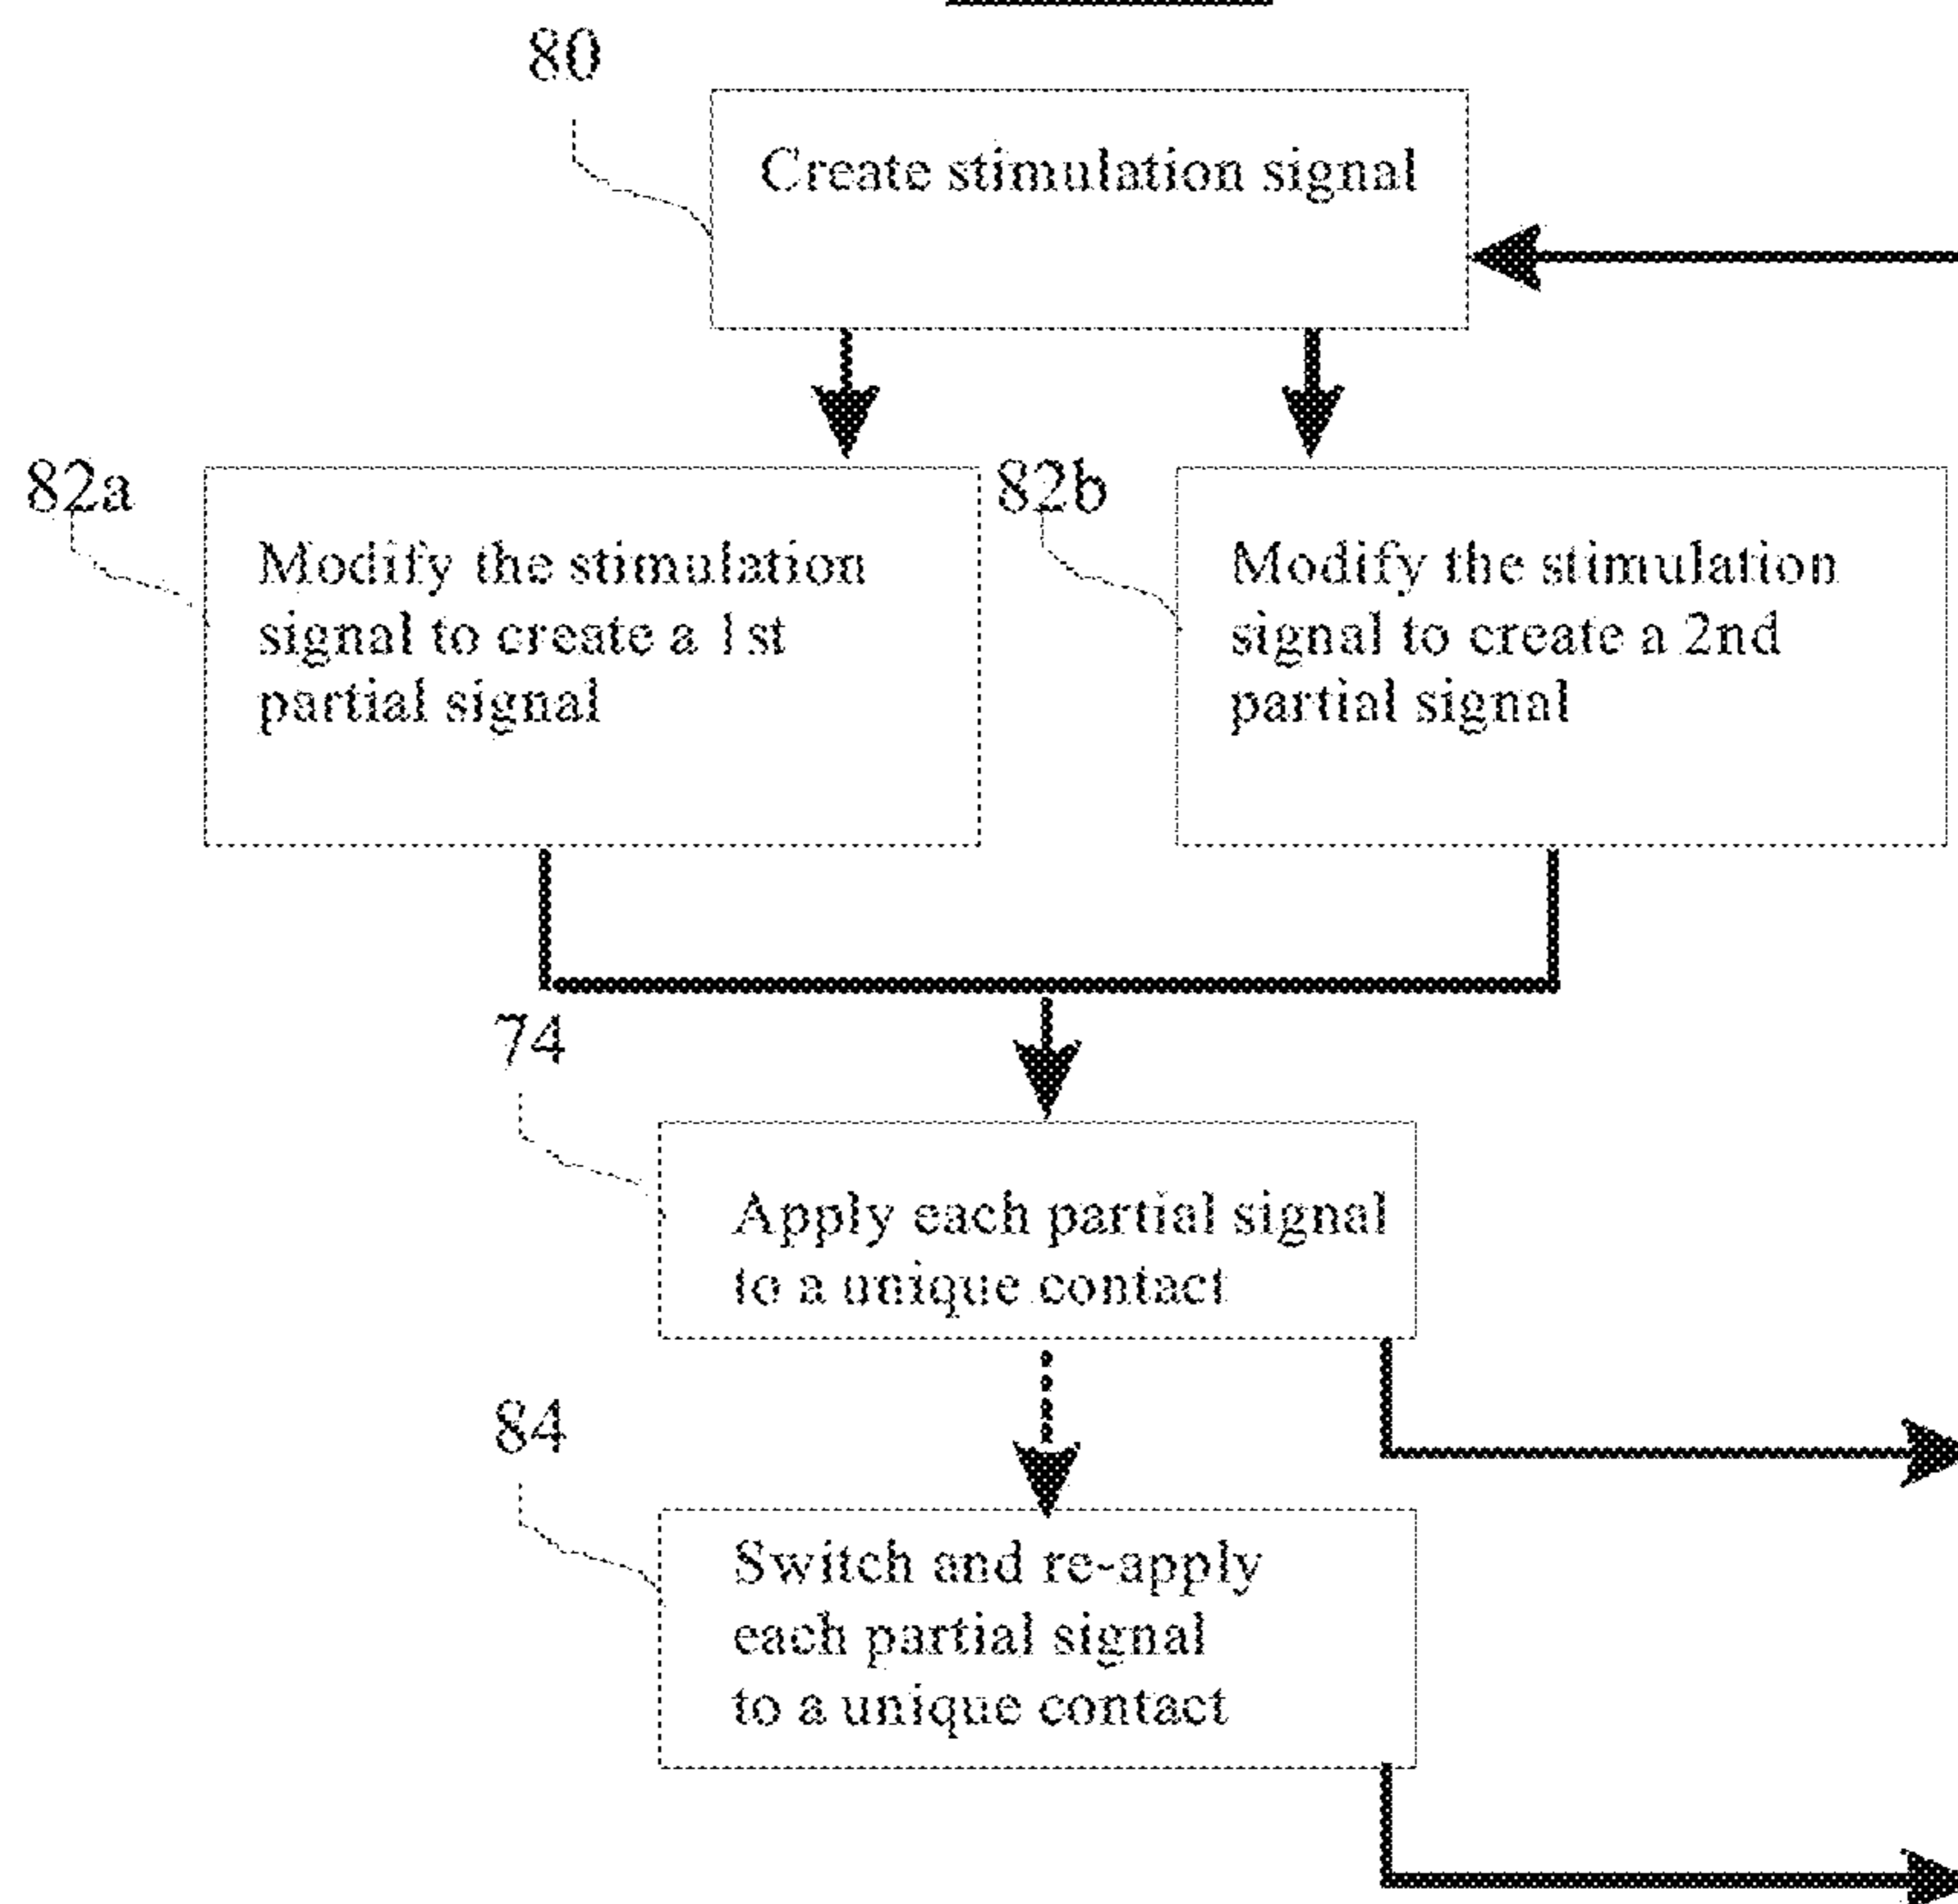 80
Create stimulation signal
82a
Modify the stimulation
signal to create a 1st
partial signal
82b
Modify the stimulation
signal to create a 2nd
partial signal
74
Apply each partial signal
to a unique contact
84
Switch and re-apply
each partial signal
to a unique contact